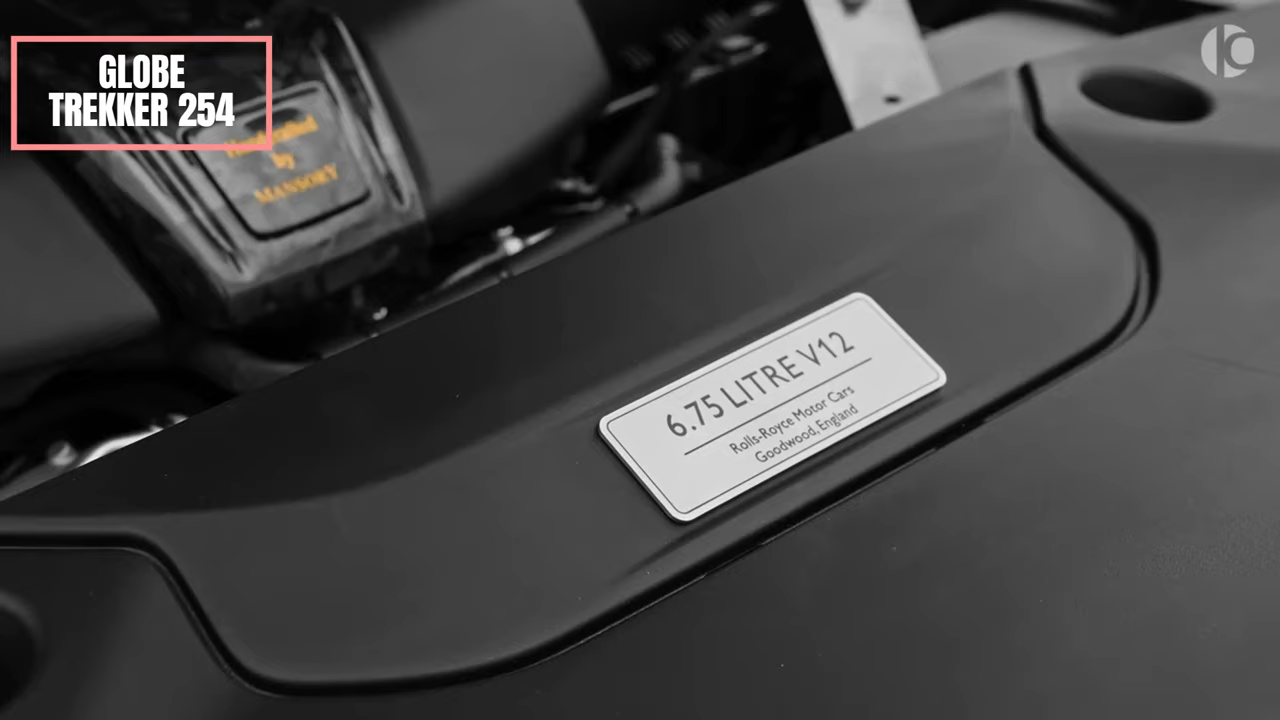 GLOBE
TREKKER 254
Handcrafted
by
MANSORY
6.75 LITRE V12
Rolls-Royce Motor Cars
Goodwood, England